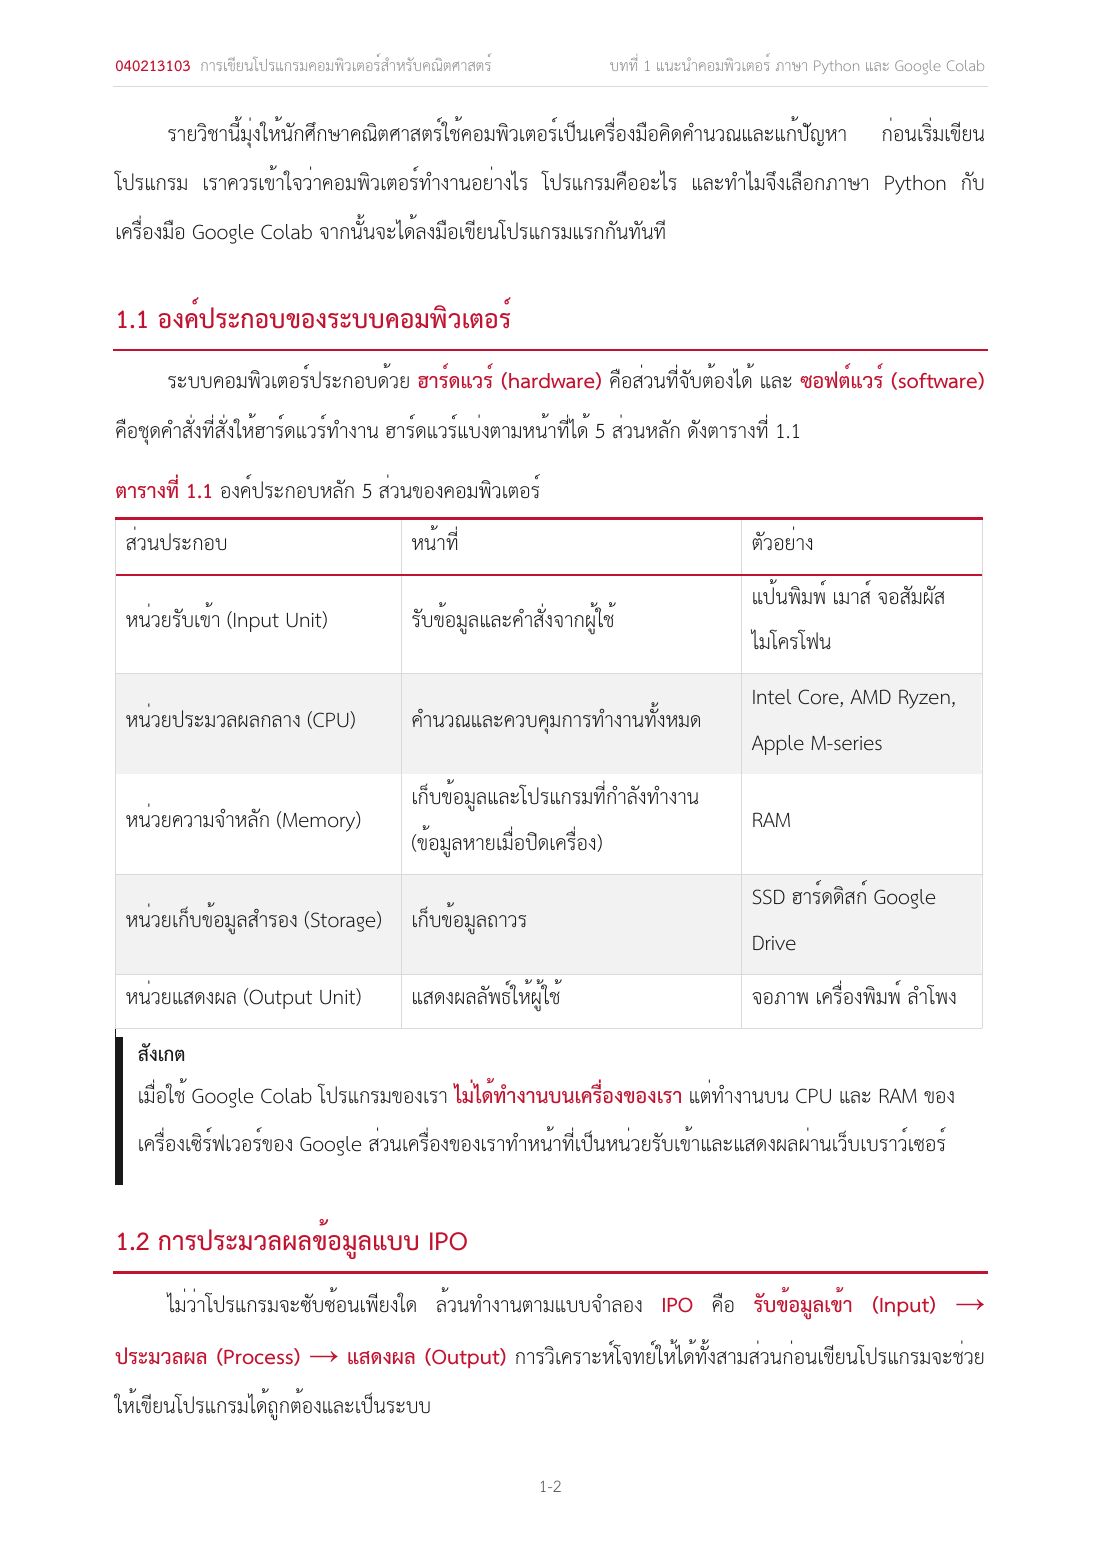 040213103 การเขียนโปรแกรมคอมพิวเตอร์สำหรับคณิตศาสตร์ บทที่ 1 แนะนำคอมพิวเตอร์ ภาษา Python และ Google Colab
รายวิชานี้มุ่งให้นักศึกษาคณิตศาสตร์ใช้คอมพิวเตอร์เป็นเครื่องมือคิดคำนวณและแก้ปัญหา ก่อนเริ่มเขียน
โปรแกรม เราควรเข้าใจว่าคอมพิวเตอร์ทำงานอย่างไร โปรแกรมคืออะไร และทำไมจึงเลือกภาษา Python กับ
เครื่องมือ Google Colab จากนั้นจะได้ลงมือเขียนโปรแกรมแรกกันทันที
1.1 องค์ประกอบของระบบคอมพิวเตอร์
ระบบคอมพิวเตอร์ประกอบด้วย ฮาร์ดแวร์ (hardware) คือส่วนที่จับต้องได้ และ ซอฟต์แวร์ (software)
คือชุดคำสั่งที่สั่งให้ฮาร์ดแวร์ทำงาน ฮาร์ดแวร์แบ่งตามหน้าที่ได้ 5 ส่วนหลัก ดังตารางที่ 1.1
ตารางที่ 1.1 องค์ประกอบหลัก 5 ส่วนของคอมพิวเตอร์
ส่วนประกอบ หน้าที่ ตัวอย่าง
หน่วยรับเข้า (Input Unit) รับข้อมูลและคำสั่งจากผู้ใช้ แป้นพิมพ์ เมาส์ จอสัมผัส
ไมโครโฟน
หน่วยประมวลผลกลาง (CPU) คำนวณและควบคุมการทำงานทั้งหมด Intel Core, AMD Ryzen,
Apple M-series
หน่วยความจำหลัก (Memory) เก็บข้อมูลและโปรแกรมที่กำลังทำงาน
(ข้อมูลหายเมื่อปิดเครื่อง) RAM
หน่วยเก็บข้อมูลสำรอง (Storage) เก็บข้อมูลถาวร SSD ฮาร์ดดิสก์ Google
Drive
หน่วยแสดงผล (Output Unit) แสดงผลลัพธ์ให้ผู้ใช้ จอภาพ เครื่องพิมพ์ ลำโพง
สังเกต
เมื่อใช้ Google Colab โปรแกรมของเรา ไม่ได้ทำงานบนเครื่องของเรา แต่ทำงานบน CPU และ RAM ของ
เครื่องเซิร์ฟเวอร์ของ Google ส่วนเครื่องของเราทำหน้าที่เป็นหน่วยรับเข้าและแสดงผลผ่านเว็บเบราว์เซอร์
1.2 การประมวลผลข้อมูลแบบ IPO
ไม่ว่าโปรแกรมจะซับซ้อนเพียงใด ล้วนทำงานตามแบบจำลอง IPO คือ รับข้อมูลเข้า (Input) ⟶
ประมวลผล (Process) ⟶ แสดงผล (Output) การวิเคราะห์โจทย์ให้ได้ทั้งสามส่วนก่อนเขียนโปรแกรมจะช่วย
ให้เขียนโปรแกรมได้ถูกต้องและเป็นระบบ
1-2